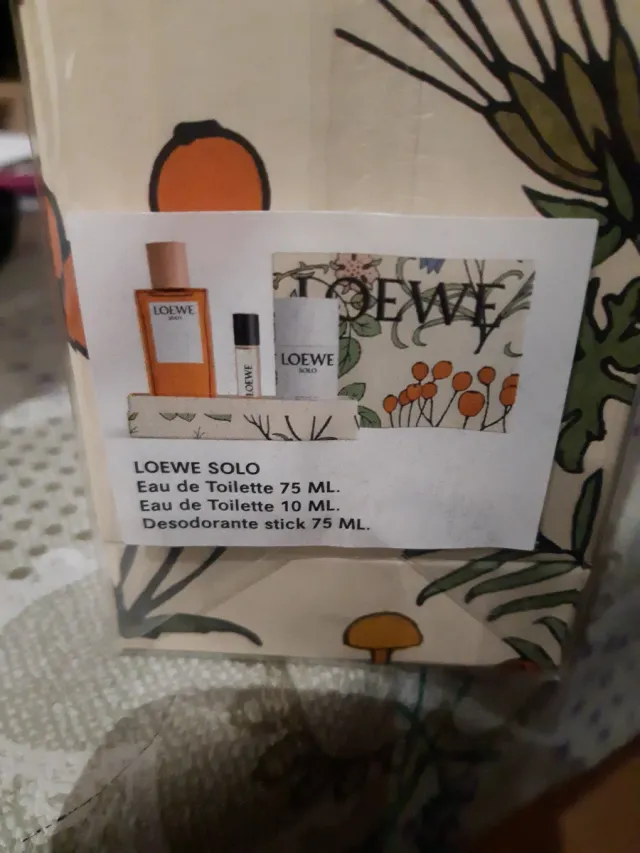 LOEWE
LOEWE
SOLO
LOEWE
LOEWE
SOLO
LOEWE SOLO
Eau de Toilette 75 ML.
Eau de Toilette 10 ML.
Desodorante stick 75 ML.